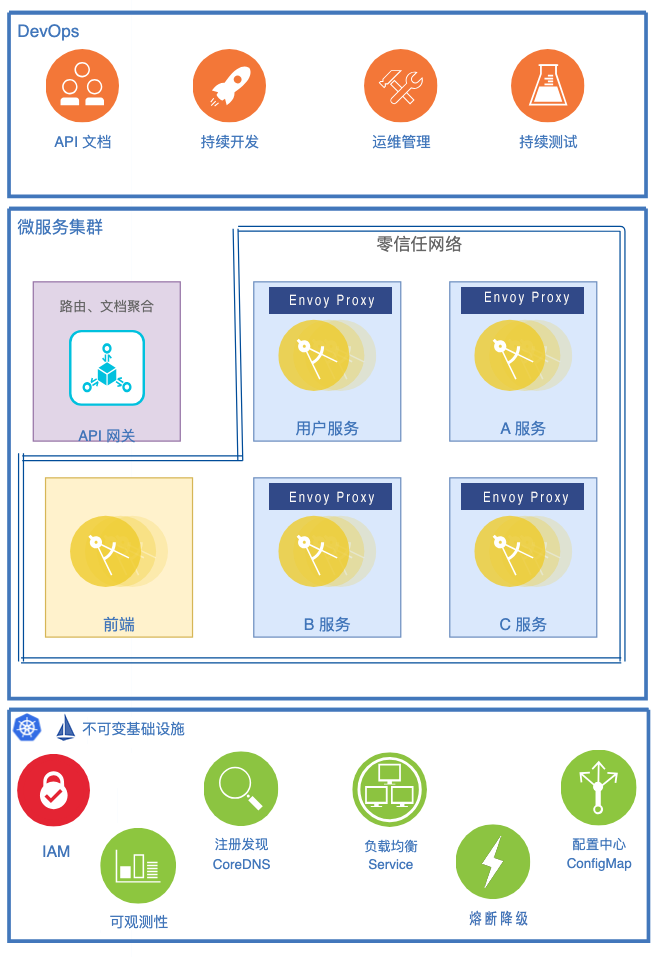 DevOps
API 文档
持续开发
运维管理
持续测试
微服务集群
零信任网络
路由、文档聚合
API 网关
Envoy Proxy
用户服务
Envoy Proxy
A 服务
前端
Envoy Proxy
B 服务
Envoy Proxy
C 服务
不可变基础设施
IAM
可观测性
注册发现
CoreDNS
负载均衡
Service
熔断降级
配置中心
ConfigMap